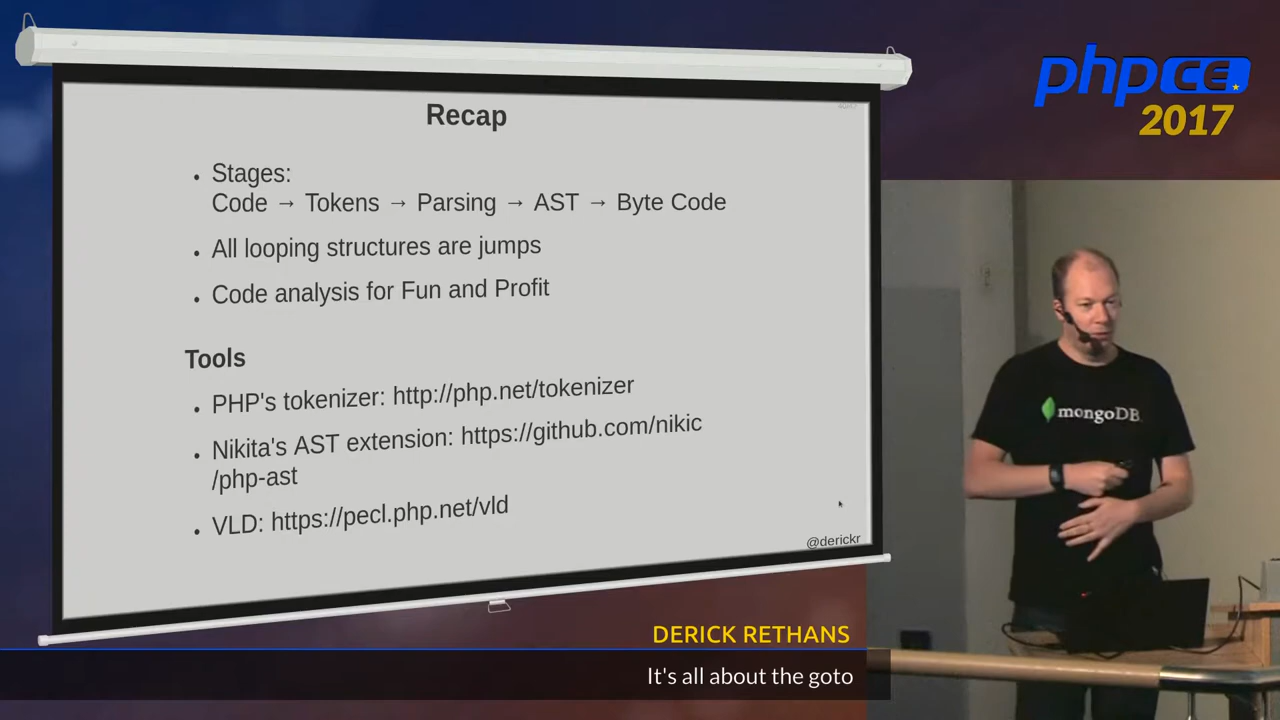 Recap
• Stages:
Code → Tokens → Parsing → AST → Byte Code
• All looping structures are jumps
• Code analysis for Fun and Profit
Tools
• PHP's tokenizer: http://php.net/tokenizer
• Nikita's AST extension: https://github.com/nikic
/php-ast
• VLD: https://pecl.php.net/vld
@derickr
php CE
2017
mongoDB
DERICK RETHANS
It's all about the goto